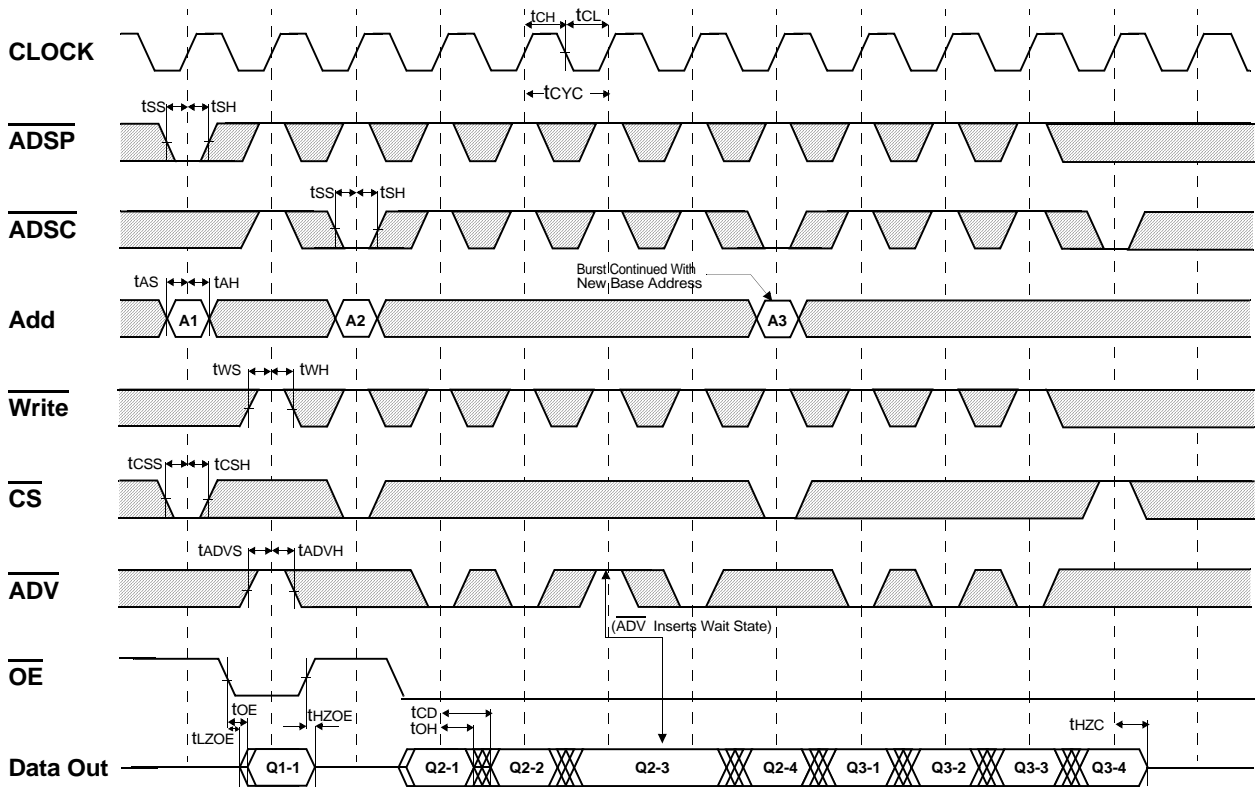 tCH tCL
CLOCK
tCYC
tSS tSH
ADSP
tSS tSH
ADSC
Burst Continued With
New Base Address
tAS tAH
Add A1 A2 A3
tWS tWH
Write
tCSS tCSH
CS
tADVS tADVH
ADV
(ADV Inserts Wait State)
OE
tOE tHZOE tCD
tOH tHZC
tLZOE
Data Out Q1-1 Q2-1 Q2-2 Q2-3 Q2-4 Q3-1 Q3-2 Q3-3 Q3-4